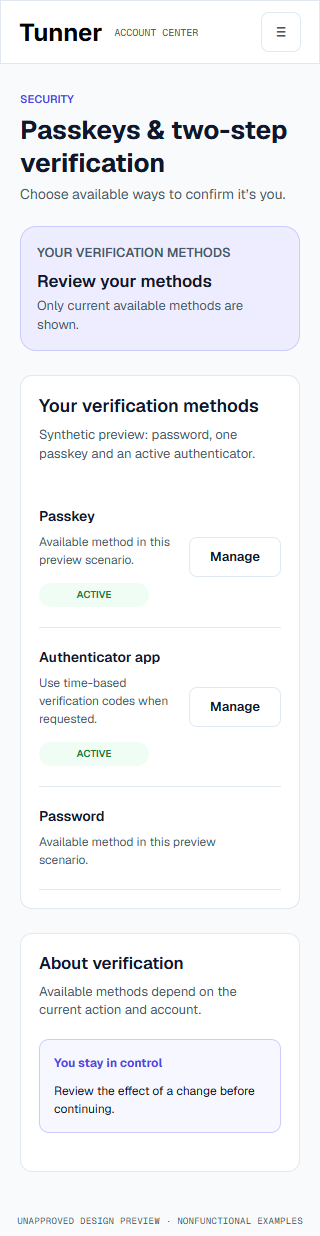 Tunner ACCOUNT CENTER ☰
SECURITY
Passkeys & two-step
verification
Choose available ways to confirm it's you.
YOUR VERIFICATION METHODS
Review your methods
Only current available methods are
shown.
Your verification methods
Synthetic preview: password, one
passkey and an active authenticator.
Passkey
Available method in this
preview scenario.
Manage
ACTIVE
Authenticator app
Use time-based
verification codes when
requested.
Manage
ACTIVE
Password
Available method in this preview
scenario.
About verification
Available methods depend on the
current action and account.
You stay in control
Review the effect of a change before
continuing.
UNAPPROVED DESIGN PREVIEW · NONFUNCTIONAL EXAMPLES